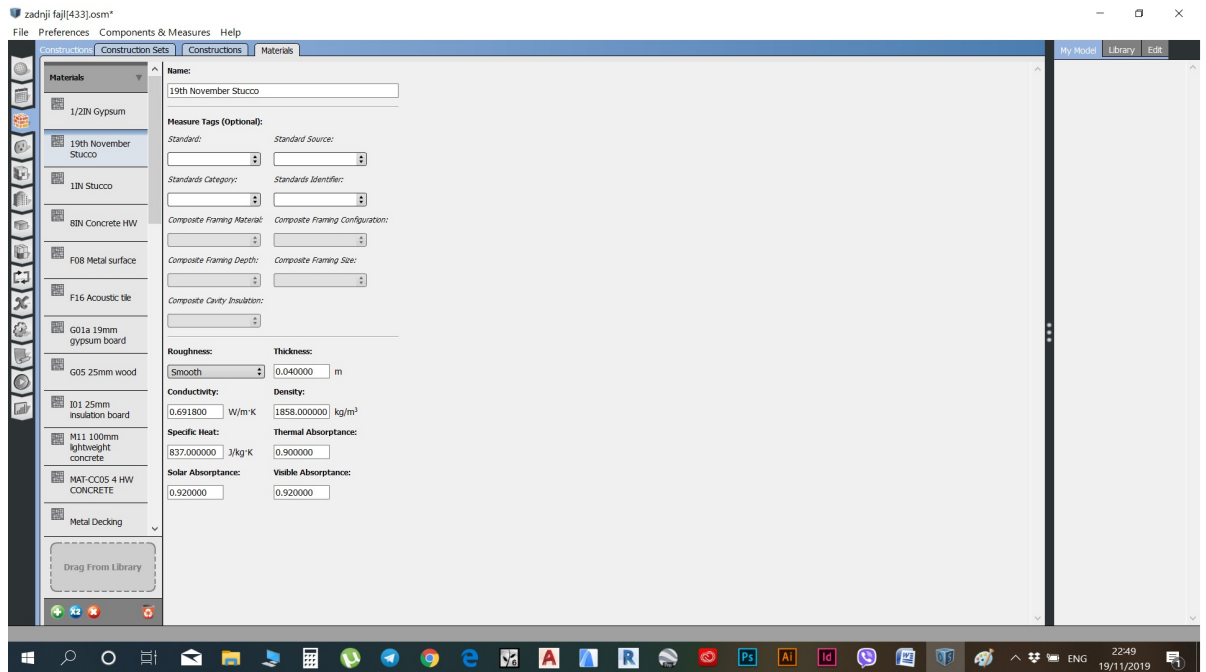 zadnji fajl[433].osm*
File Preferences Components & Measures Help
Constructions Construction Sets Constructions Materials
My Model Library Edit
Materials
1/2IN Gypsum
19th November
Stucco
1IN Stucco
8IN Concrete HW
F08 Metal surface
F16 Acoustic tile
G01a 19mm
gypsum board
G05 25mm wood
I01 25mm
insulation board
M11 100mm
lightweight
concrete
MAT-CC05 4 HW
CONCRETE
Metal Decking
Drag From Library
X2
Name:
19th November Stucco
Measure Tags (Optional):
Standard: Standard Source:
Standards Category: Standards Identifier:
Composite Framing Material: Composite Framing Configuration:
Composite Framing Depth: Composite Framing Size:
Composite Cavity Insulation:
Roughness: Thickness:
Smooth 0.040000 m
Conductivity: Density:
0.691800 W/m·K 1858.000000 kg/m³
Specific Heat: Thermal Absorptance:
837.000000 J/kg·K 0.900000
Solar Absorptance: Visible Absorptance:
0.920000 0.920000
A R Ps Ai Id ENG
22:49
19/11/2019